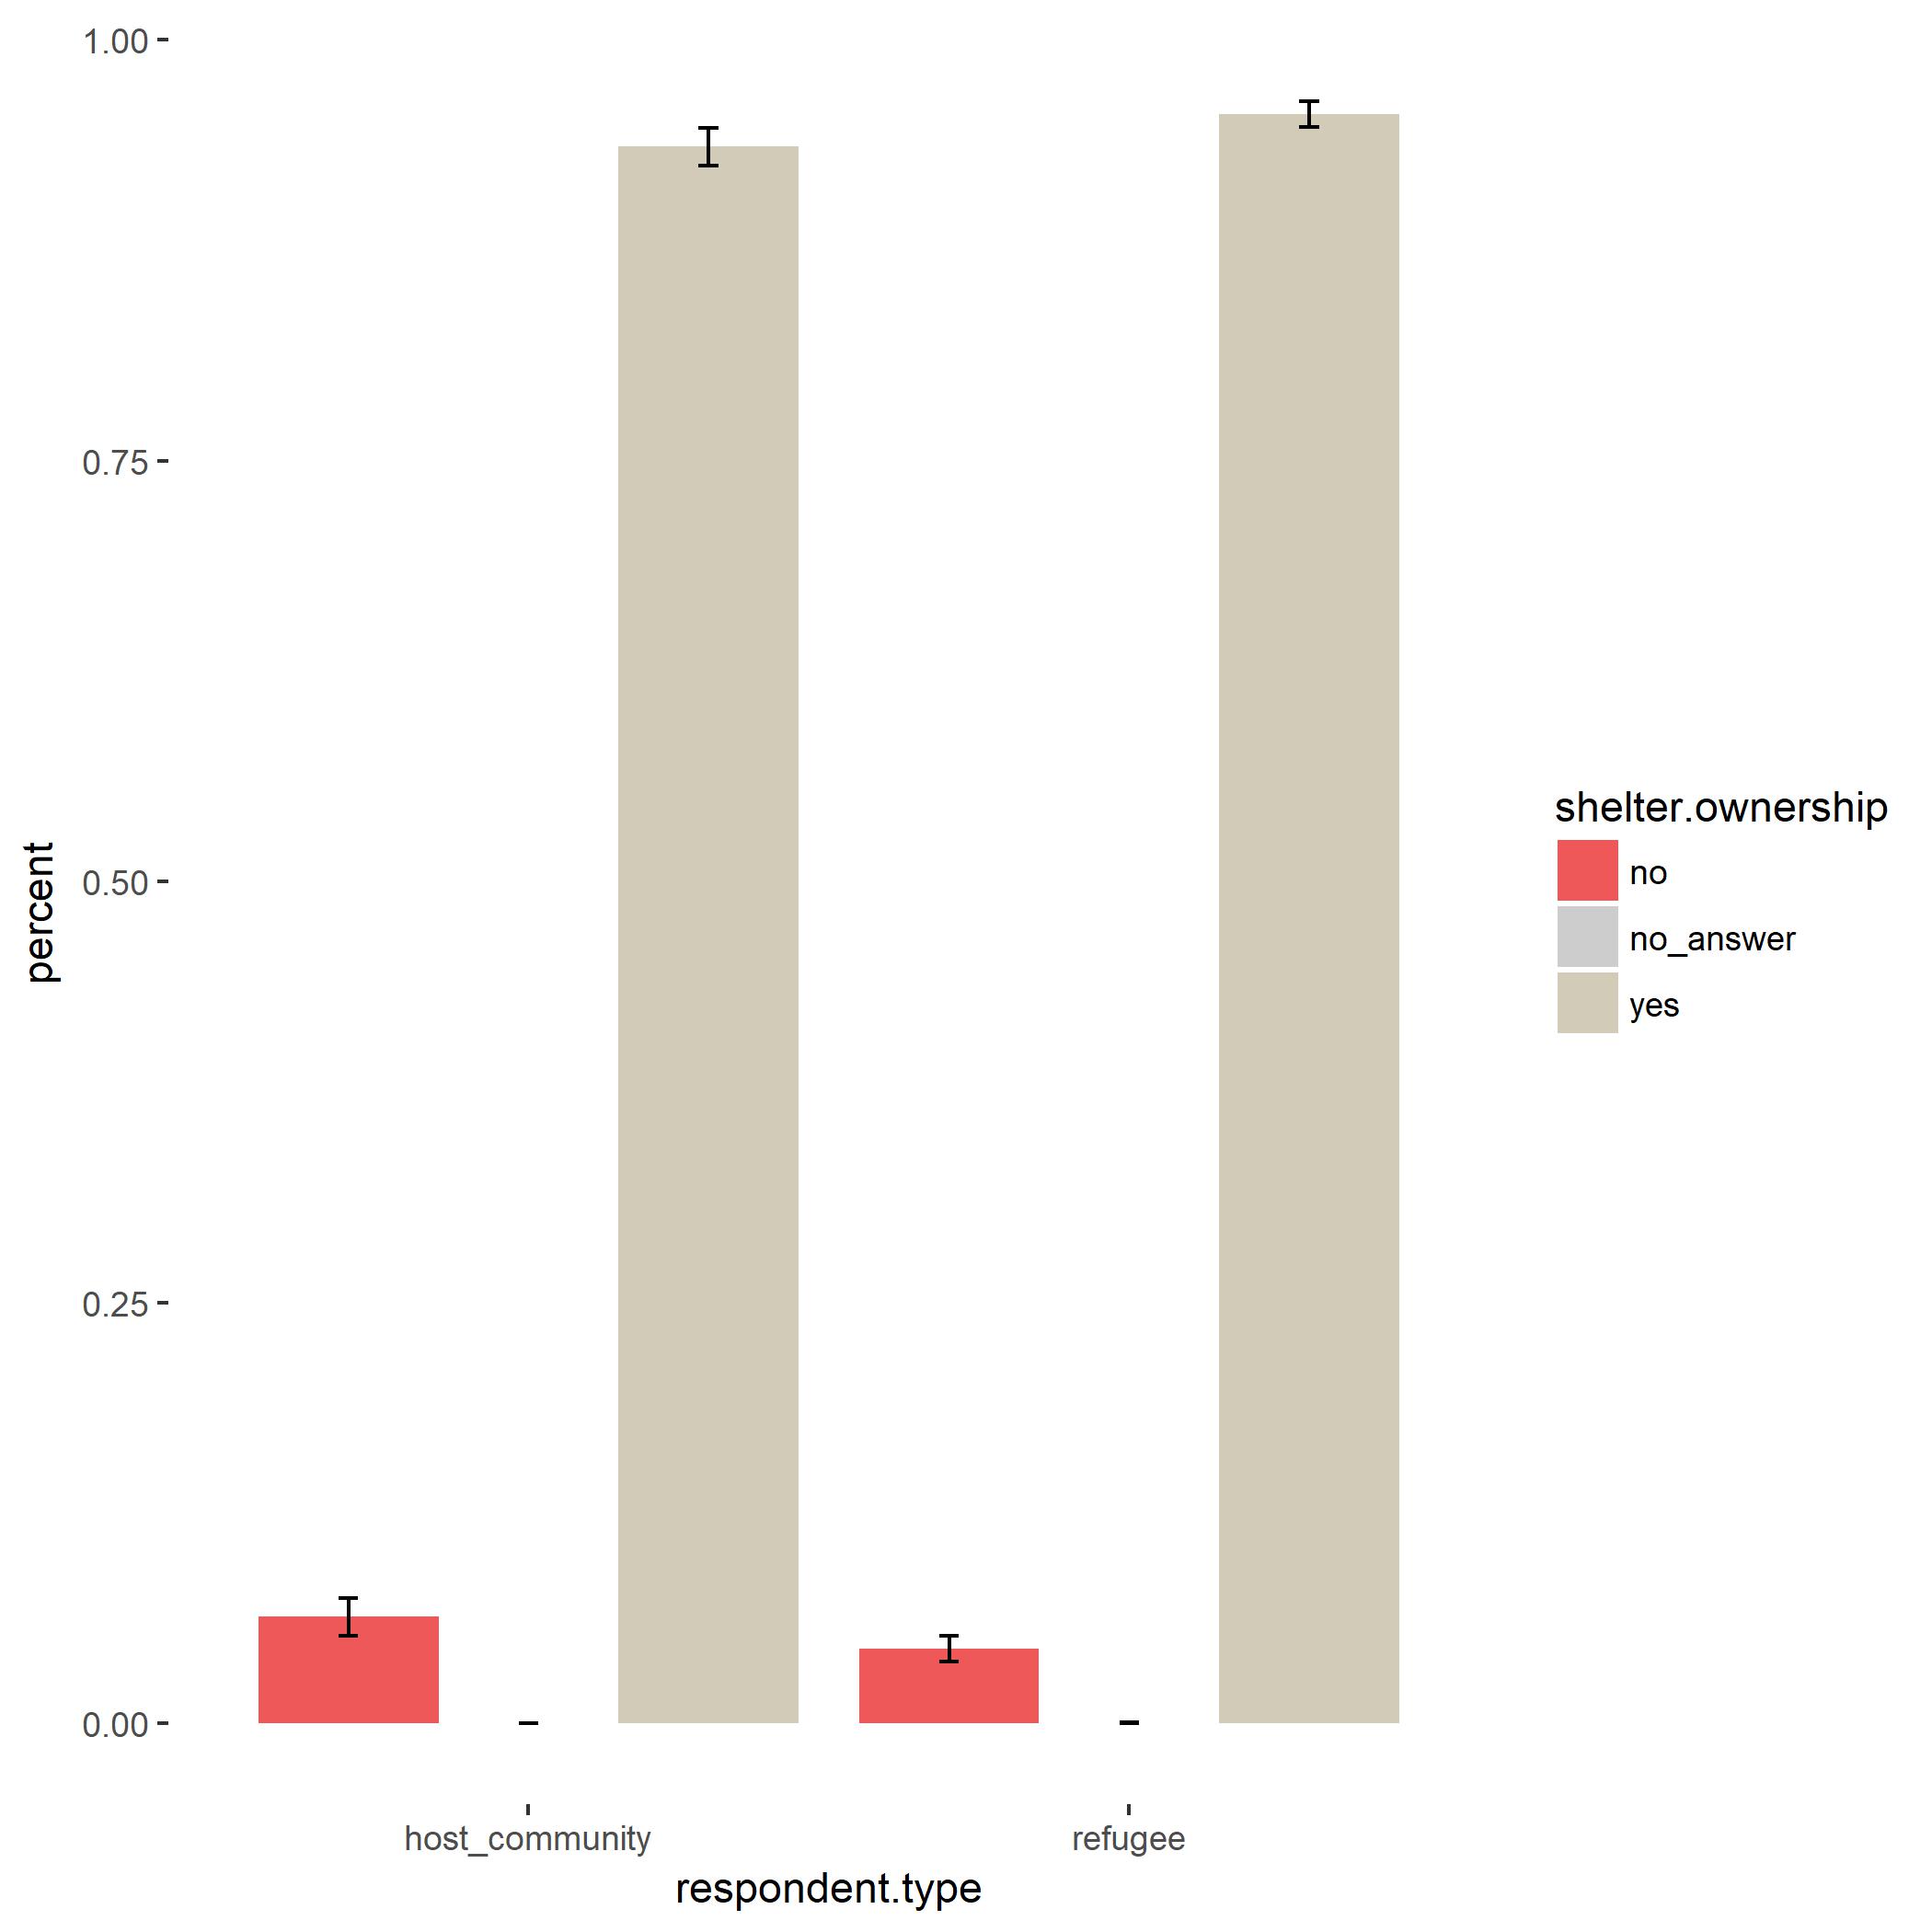 percent
1.00
0.75
0.50
0.25
0.00
host_community
refugee
respondent.type
shelter.ownership
no
no_answer
yes